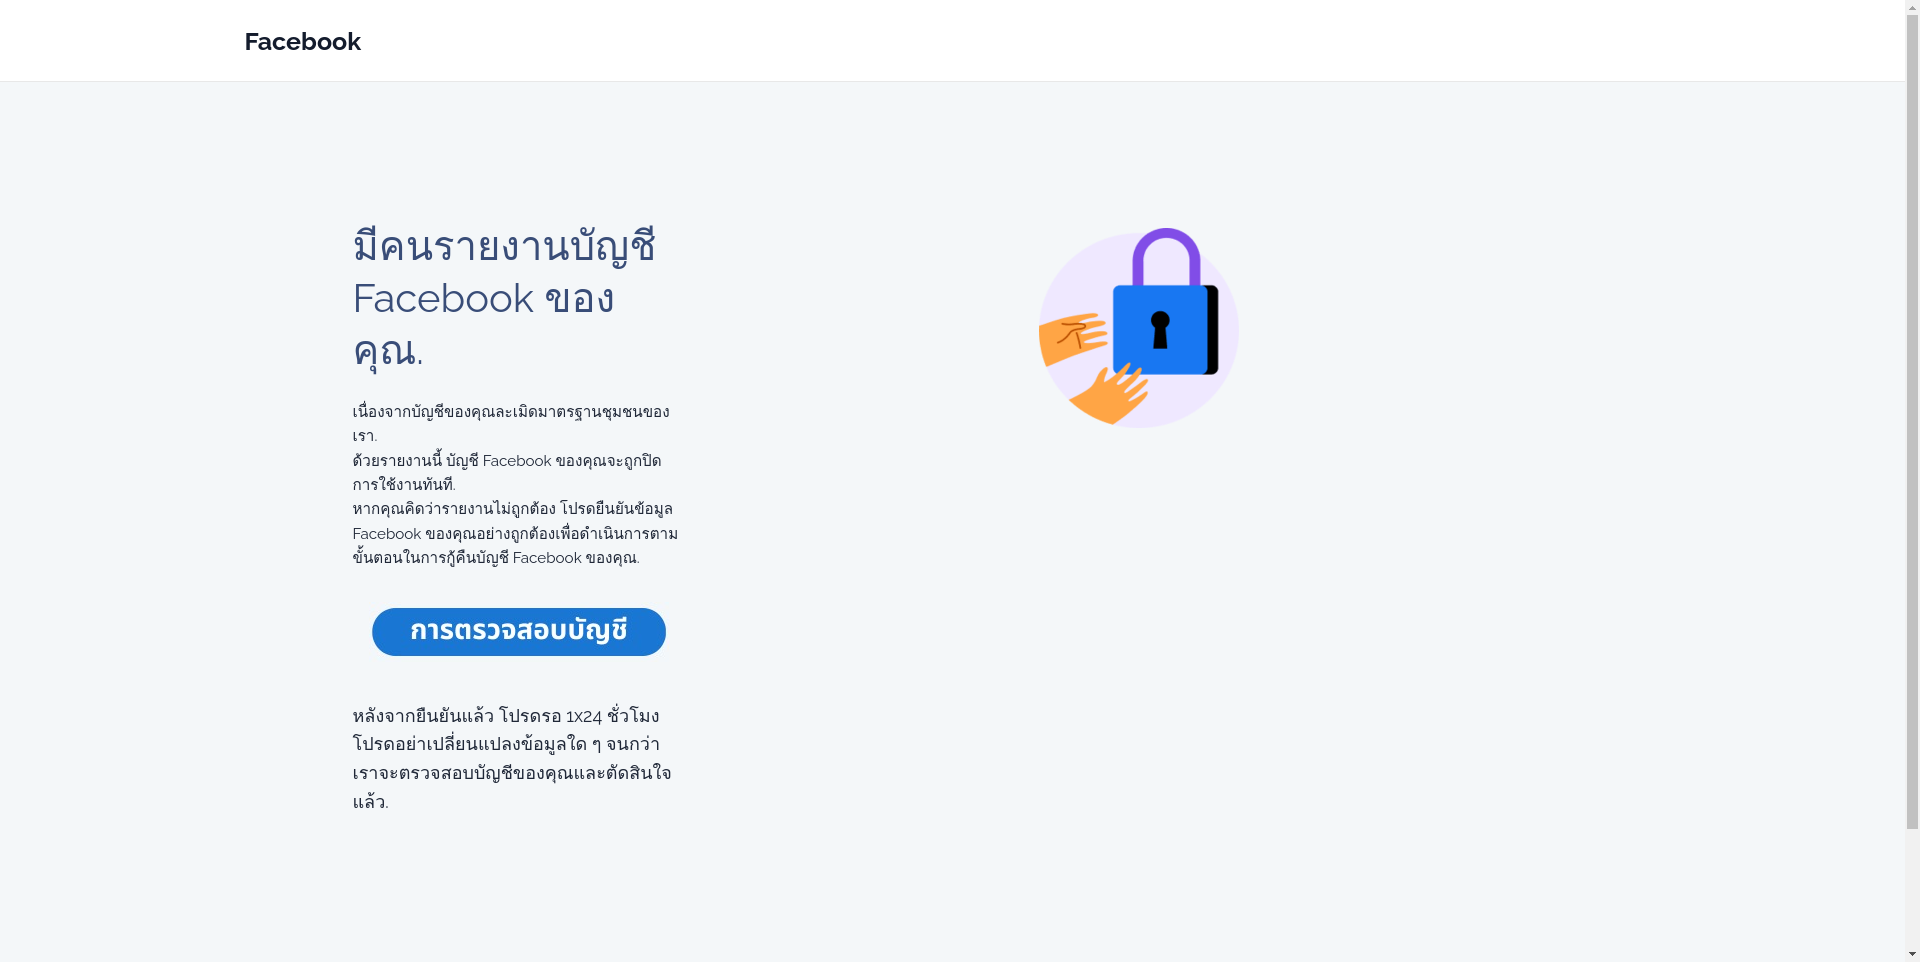 Facebook
มีคนรายงานบัญชี
Facebook ของ
คุณ.
เนื่องจากบัญชีของคุณละเมิดมาตรฐานชุมชนของ
เรา.
ด้วยรายงานนี้ บัญชี Facebook ของคุณจะถูกปิด
การใช้งานทันที.
หากคุณคิดว่ารายงานไม่ถูกต้อง โปรดยืนยันข้อมูล
Facebook ของคุณอย่างถูกต้องเพื่อดำเนินการตาม
ขั้นตอนในการกู้คืนบัญชี Facebook ของคุณ.
การตรวจสอบบัญชี
หลังจากยืนยันแล้ว โปรดรอ 1x24 ชั่วโมง
โปรดอย่าเปลี่ยนแปลงข้อมูลใด ๆ จนกว่า
เราจะตรวจสอบบัญชีของคุณและตัดสินใจ
แล้ว.